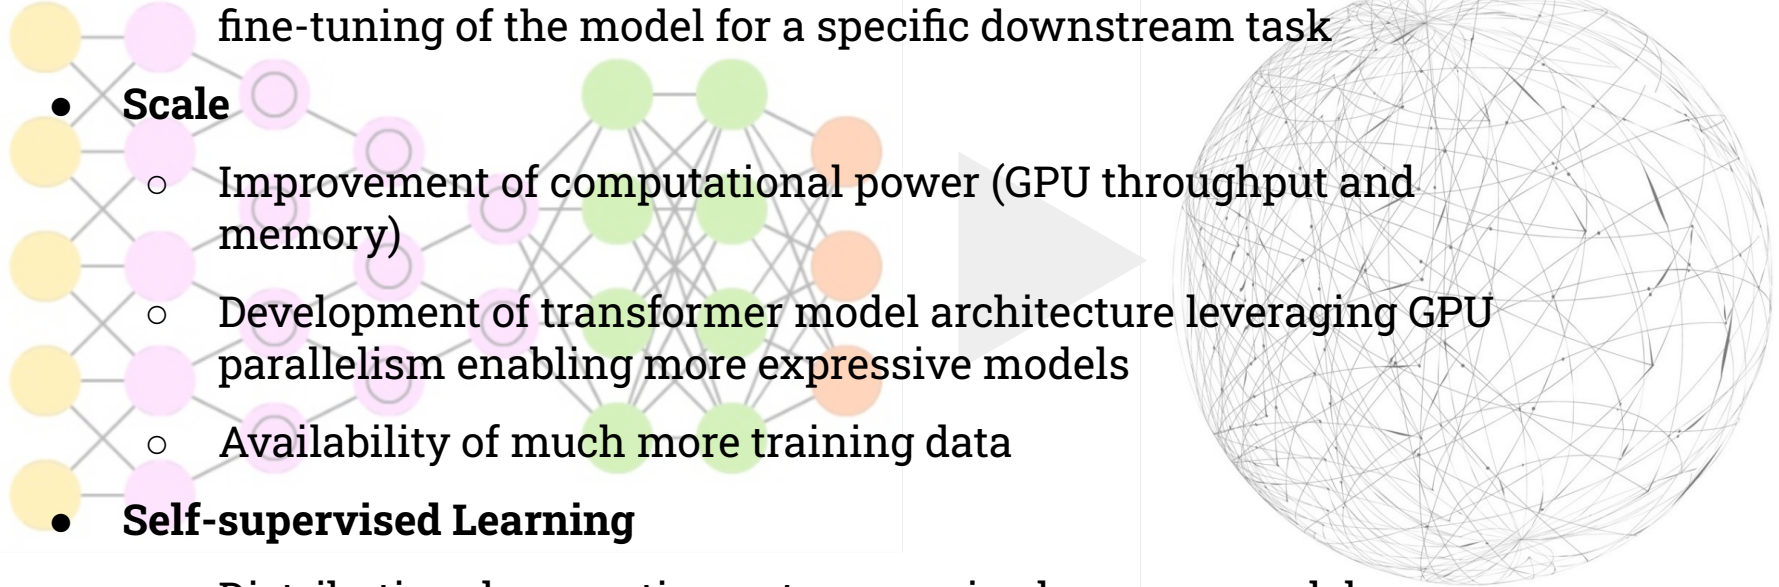 fine-tuning of the model for a specific downstream task
● Scale
○ Improvement of computational power (GPU throughput and
memory)
○ Development of transformer model architecture leveraging GPU
parallelism enabling more expressive models
○ Availability of much more training data
● Self-supervised Learning